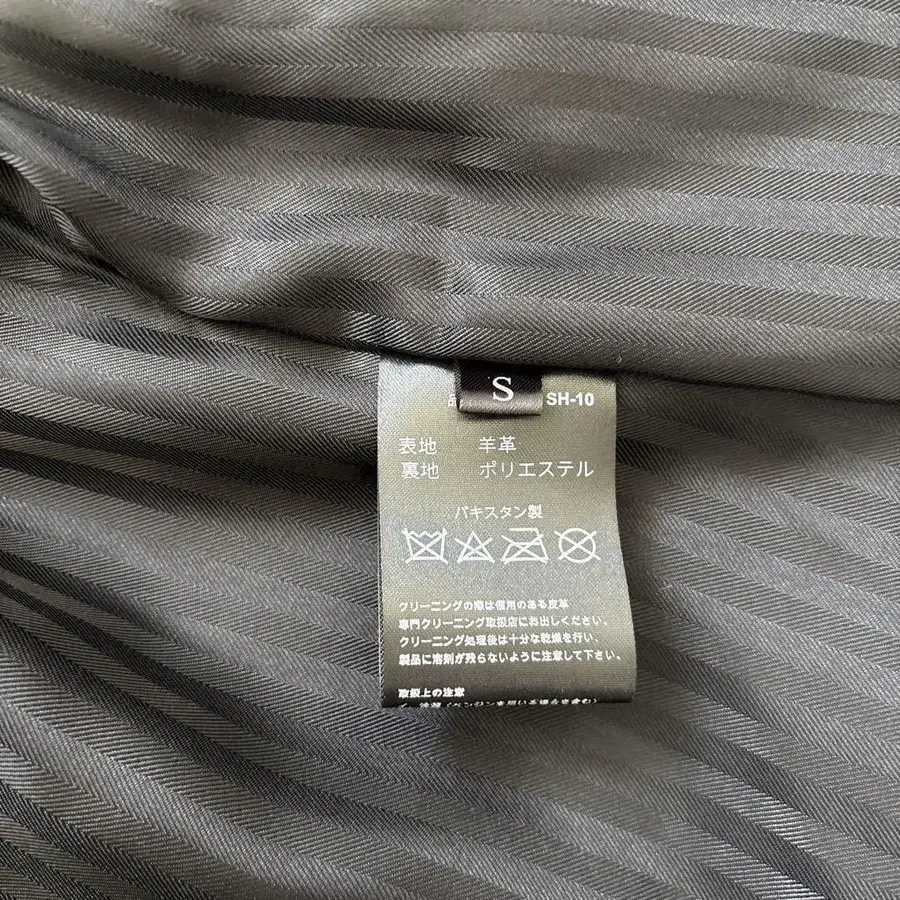 S
品 SH-10
表地 羊革
裏地 ポリエステル
パキスタン製
クリーニングの際は信用のある皮革
専門クリーニング取扱店にお出しください。
クリーニング処理後は十分な乾燥を行い、
製品に溶剤が残らないように注意して下さい。
取扱上の注意